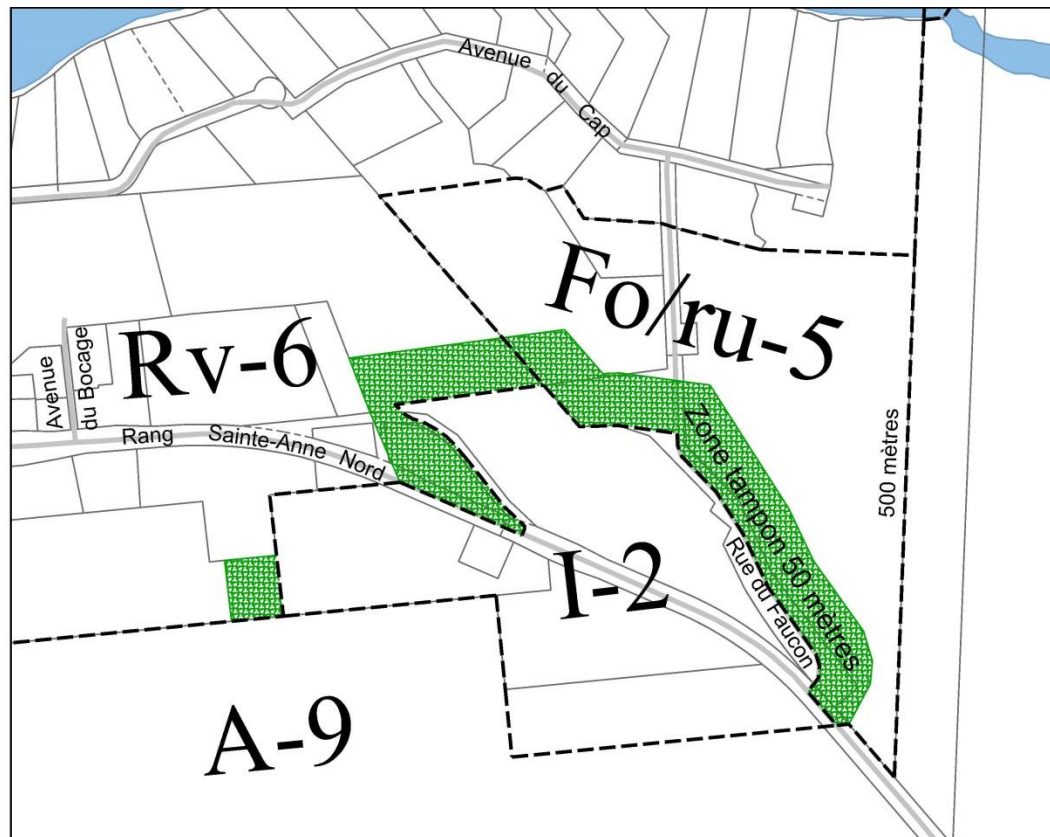 Avenue du Cap
Fo/ru-5
Rv-6
Avenue
du Bocage
Rang Sainte-Anne Nord
Zone tampon 50 mètres
500 mètres
Rue du Faucon
I-2
A-9